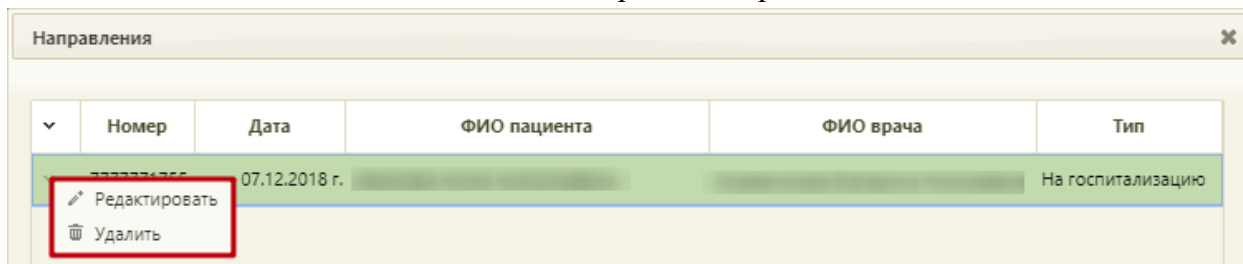 Направления
Номер Дата ФИО пациента ФИО врача Тип
07.12.2018 г. На госпитализацию
Редактировать
Удалить